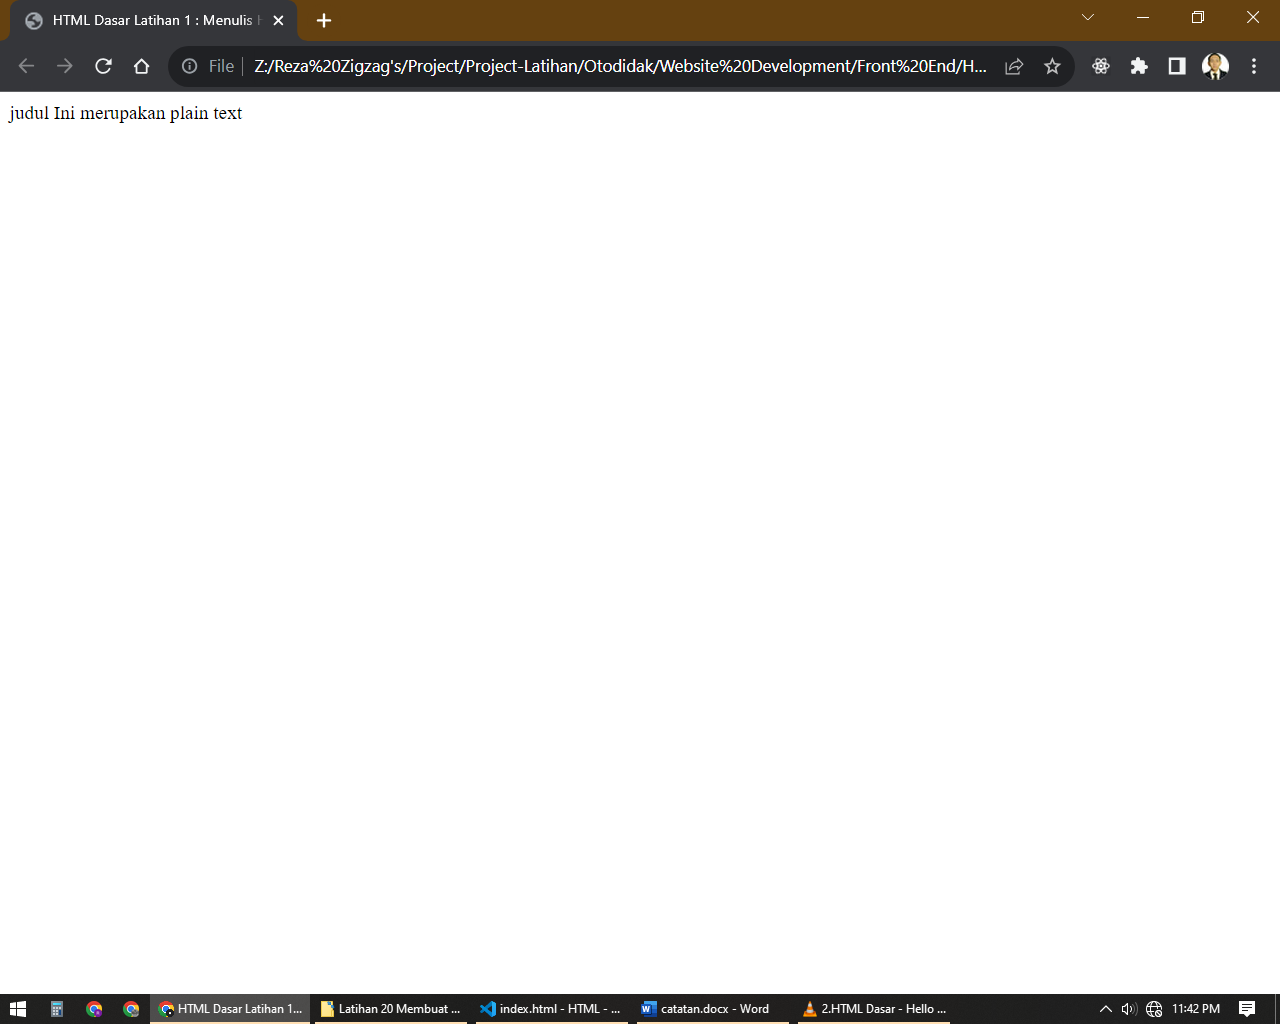 HTML Dasar Latihan 1 : Menulis H
File
Z:/Reza%20Zigzag's/Project/Project-Latihan/Otodidak/Website%20Development/Front%20End/H...
judul Ini merupakan plain text
HTML Dasar Latihan 1...
Latihan 20 Membuat ...
index.html - HTML - ...
catatan.docx - Word
2.HTML Dasar - Hello ...
11:42 PM